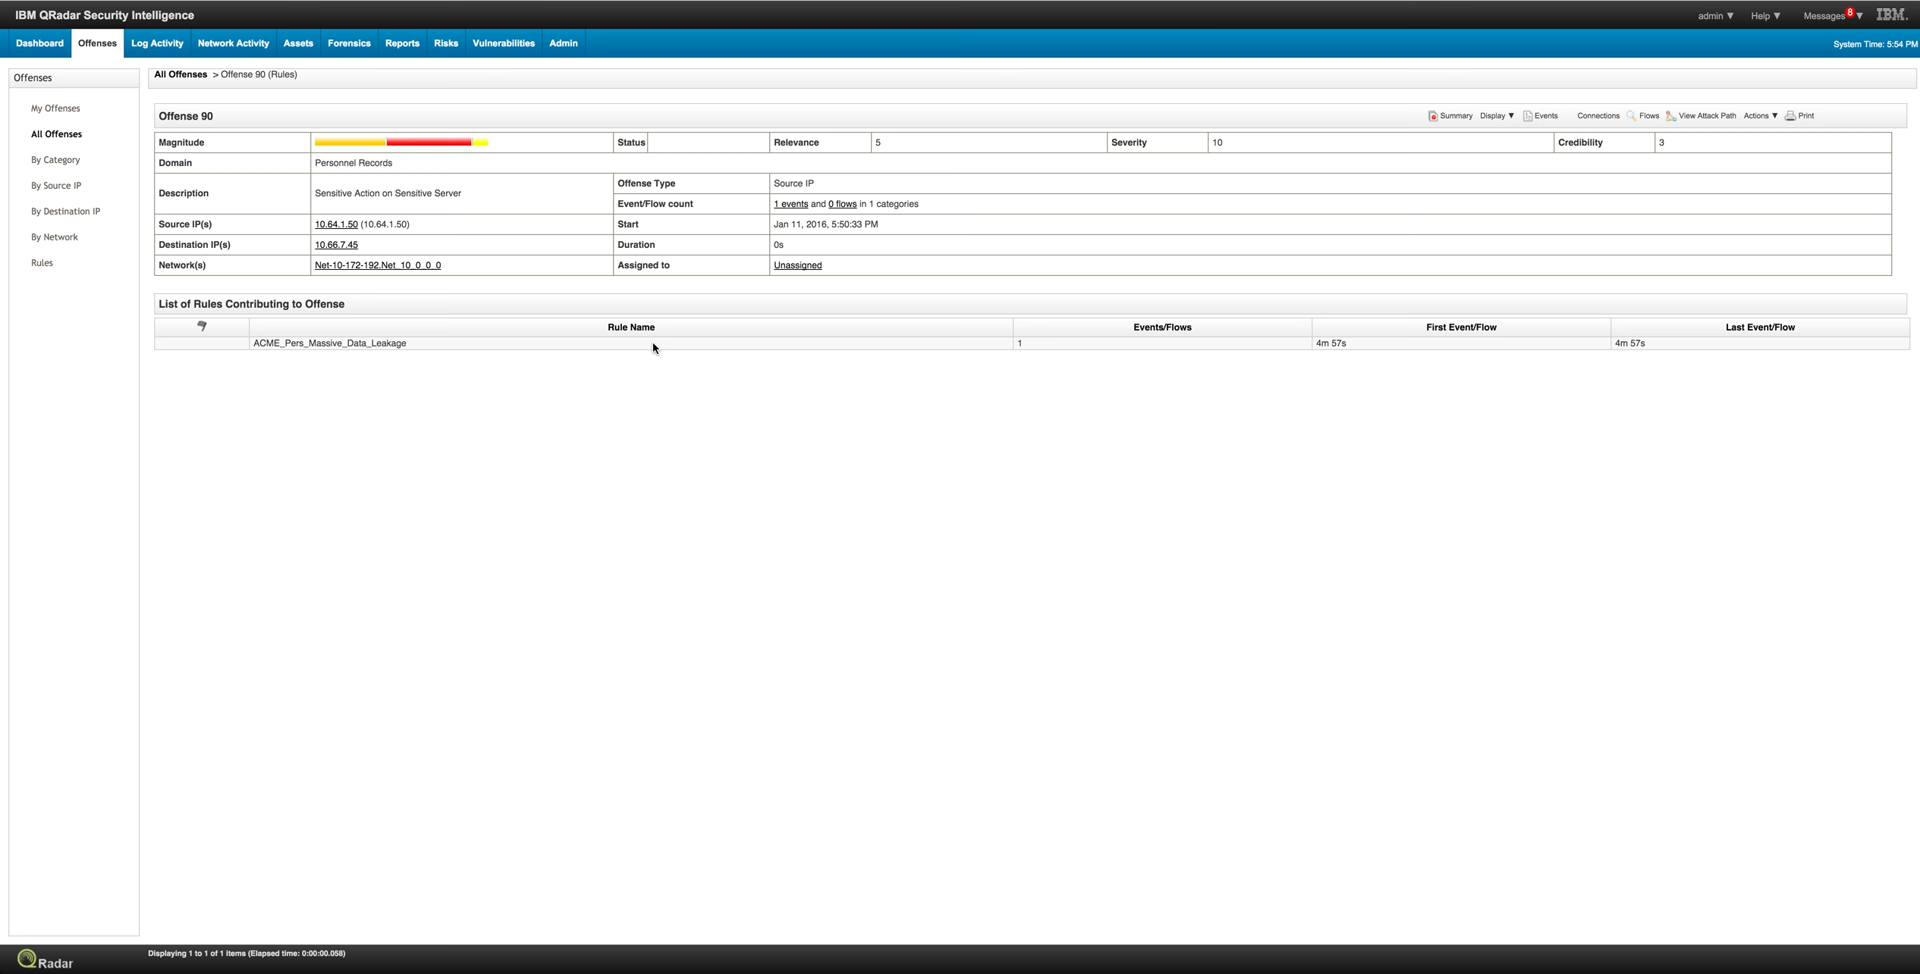 IBM QRadar Security Intelligence
admin ▼ Help ▼ Messages 8 ▼ IBM.
Dashboard Offenses Log Activity Network Activity Assets Forensics Reports Risks Vulnerabilities Admin System Time: 5:54 PM
Offenses
My Offenses
All Offenses
By Category
By Source IP
By Destination IP
By Network
Rules
All Offenses > Offense 90 (Rules)
Offense 90 Summary Display ▼ Events Connections Flows View Attack Path Actions ▼ Print
Magnitude Status Relevance 5 Severity 10 Credibility 3
Domain Personnel Records
Description Sensitive Action on Sensitive Server
Offense Type Source IP
Event/Flow count 1 events and 0 flows in 1 categories
Source IP(s) 10.64.1.50 (10.64.1.50) Start Jan 11, 2016, 5:50:33 PM
Destination IP(s) 10.66.7.45 Duration 0s
Network(s) Net-10-172-192.Net_10_0_0_0 Assigned to Unassigned
List of Rules Contributing to Offense
Rule Name Events/Flows First Event/Flow Last Event/Flow
ACME_Pers_Massive_Data_Leakage 1 4m 57s 4m 57s
QRadar
Displaying 1 to 1 of 1 items (Elapsed time: 0:00:00.058)